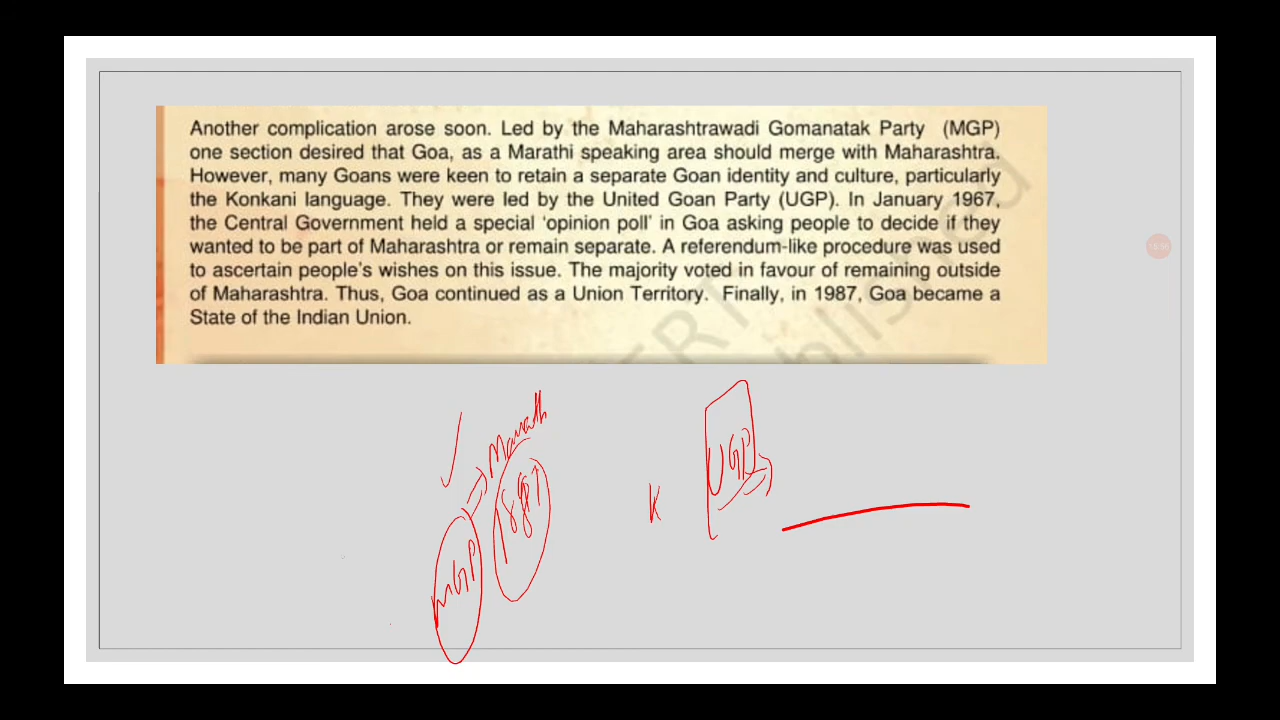 Another complication arose soon. Led by the Maharashtrawadi Gomanatak Party (MGP)
one section desired that Goa, as a Marathi speaking area should merge with Maharashtra.
However, many Goans were keen to retain a separate Goan identity and culture, particularly
the Konkani language. They were led by the United Goan Party (UGP). In January 1967,
the Central Government held a special ‘opinion poll’ in Goa asking people to decide if they
wanted to be part of Maharashtra or remain separate. A referendum-like procedure was used
to ascertain people's wishes on this issue. The majority voted in favour of remaining outside
of Maharashtra. Thus, Goa continued as a Union Territory. Finally, in 1987, Goa became a
State of the Indian Union.
MGP
K
UGP